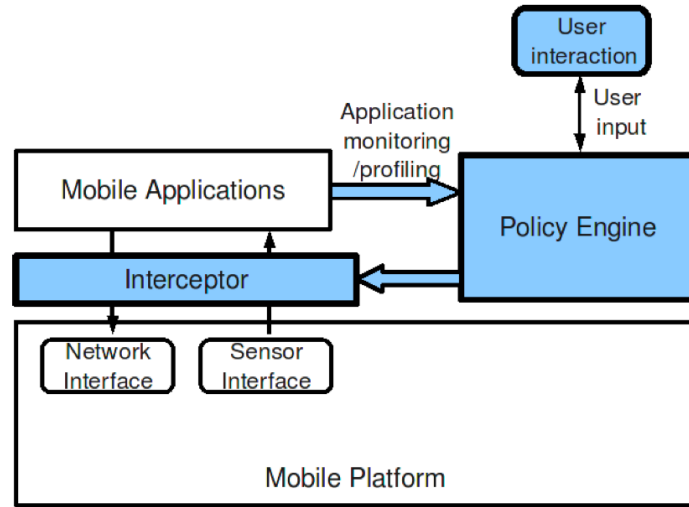 User
interaction
User
input
Application
monitoring
/profiling
Mobile Applications
Policy Engine
Interceptor
Network
Interface
Sensor
Interface
Mobile Platform